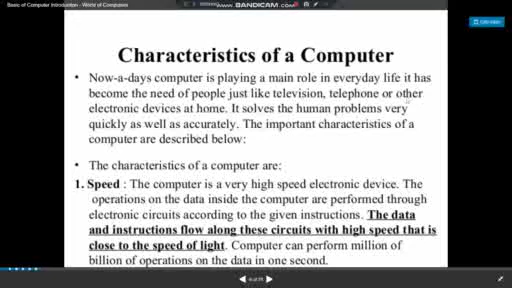 Basic of Computer Introduction - World of Computers
www.BANDICAM.com
Characteristics of a Computer
• Now-a-days computer is playing a main role in everyday life it has
become the need of people just like television, telephone or other
electronic devices at home. It solves the human problems very
quickly as well as accurately. The important characteristics of a
computer are described below:
• The characteristics of a computer are:
1. Speed : The computer is a very high speed electronic device. The
operations on the data inside the computer are performed through
electronic circuits according to the given instructions. The data
and instructions flow along these circuits with high speed that is
close to the speed of light. Computer can perform million of
billion of operations on the data in one second.